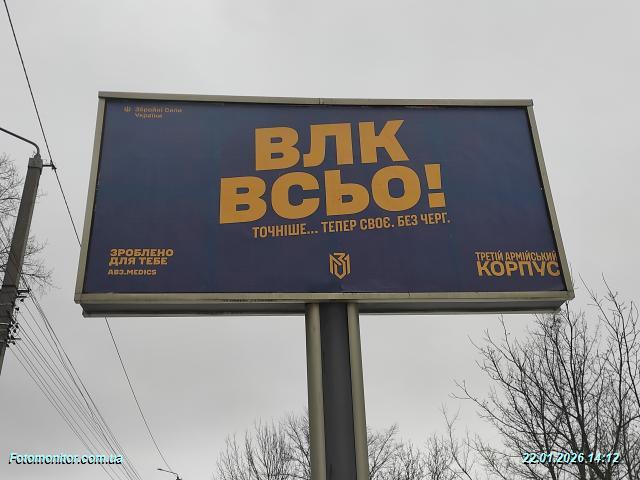 Збройні Сили
України
ВЛК
ВСЬО!
ТОЧНІШЕ... ТЕПЕР СВОЄ. БЕЗ ЧЕРГ.
ЗРОБЛЕНО
ДЛЯ ТЕБЕ
AB3.MEDICS
ТРЕТІЙ АРМІЙСЬКИЙ
КОРПУС
Fotomonitor.com.ua
22.01.2026 14:12